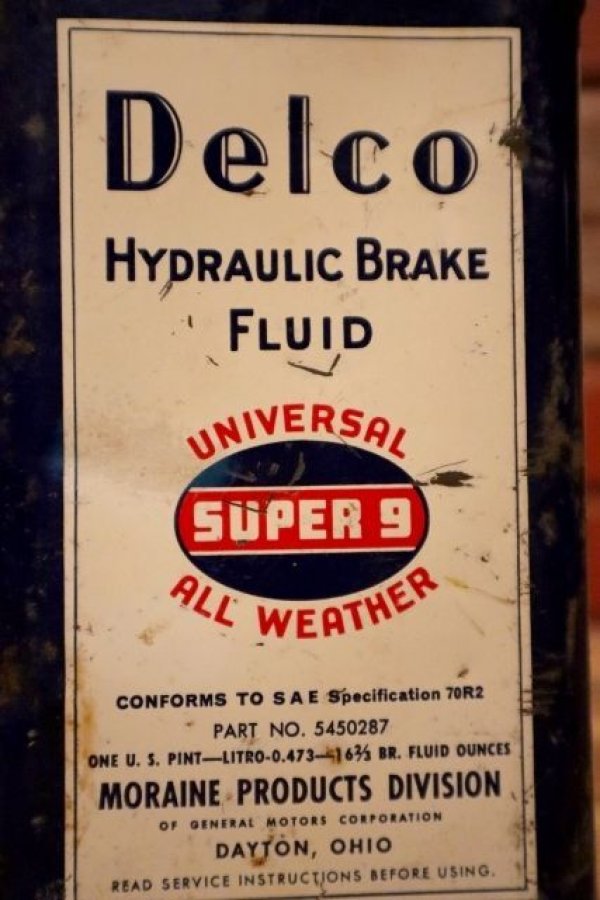 Delco
HYDRAULIC BRAKE
FLUID
UNIVERSAL
SUPER 9
ALL WEATHER
CONFORMS TO SAE Specification 70R2
PART NO. 5450287
ONE U. S. PINT—LITRO-0.473—16⅔ BR. FLUID OUNCES
MORAINE PRODUCTS DIVISION
OF GENERAL MOTORS CORPORATION
DAYTON, OHIO
READ SERVICE INSTRUCTIONS BEFORE USING.